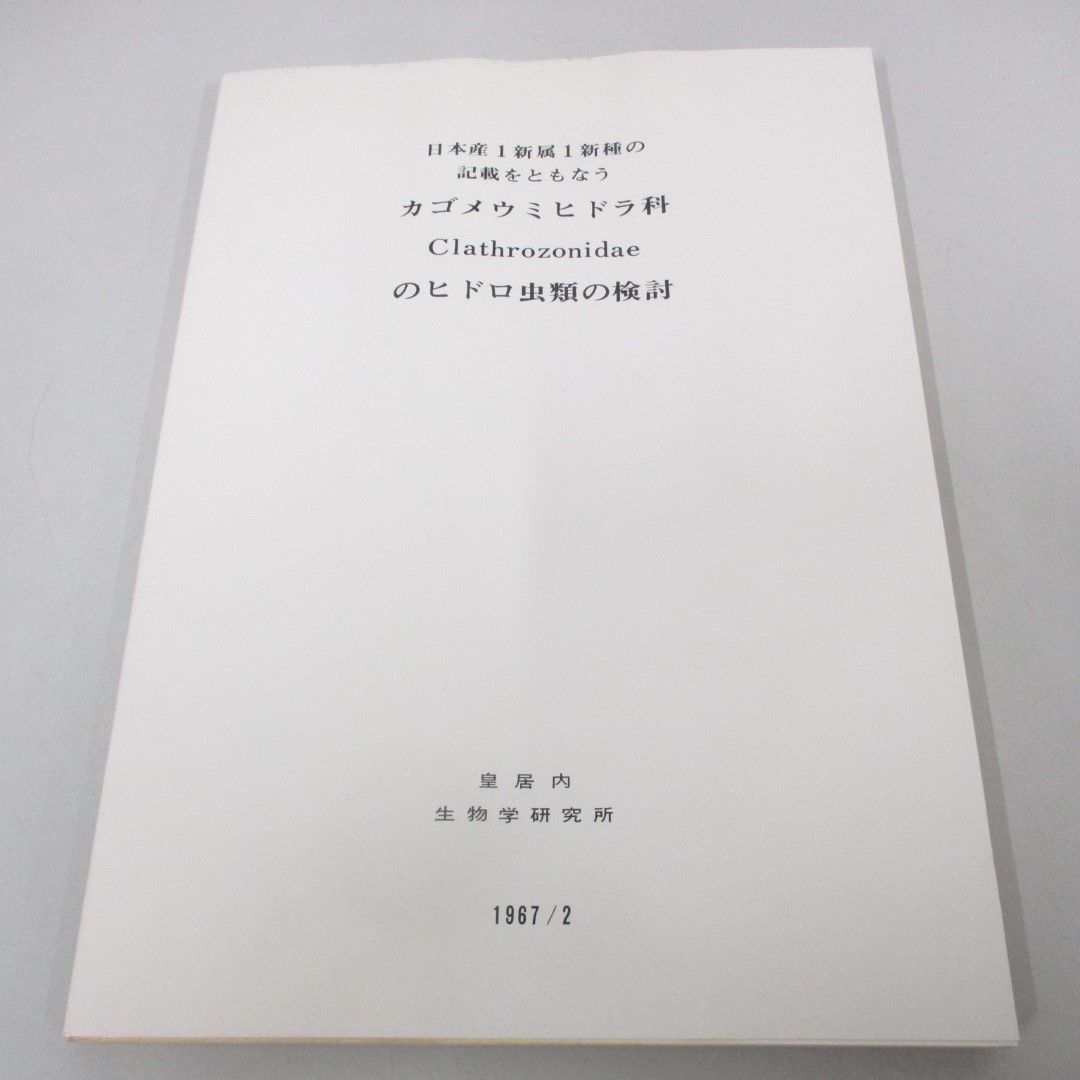 日本産1新属1新種の
記載をともなう
カゴメウミヒドラ科
Clathrozonidae
のヒドロ虫類の検討
皇居内
生物学研究所
1967/2